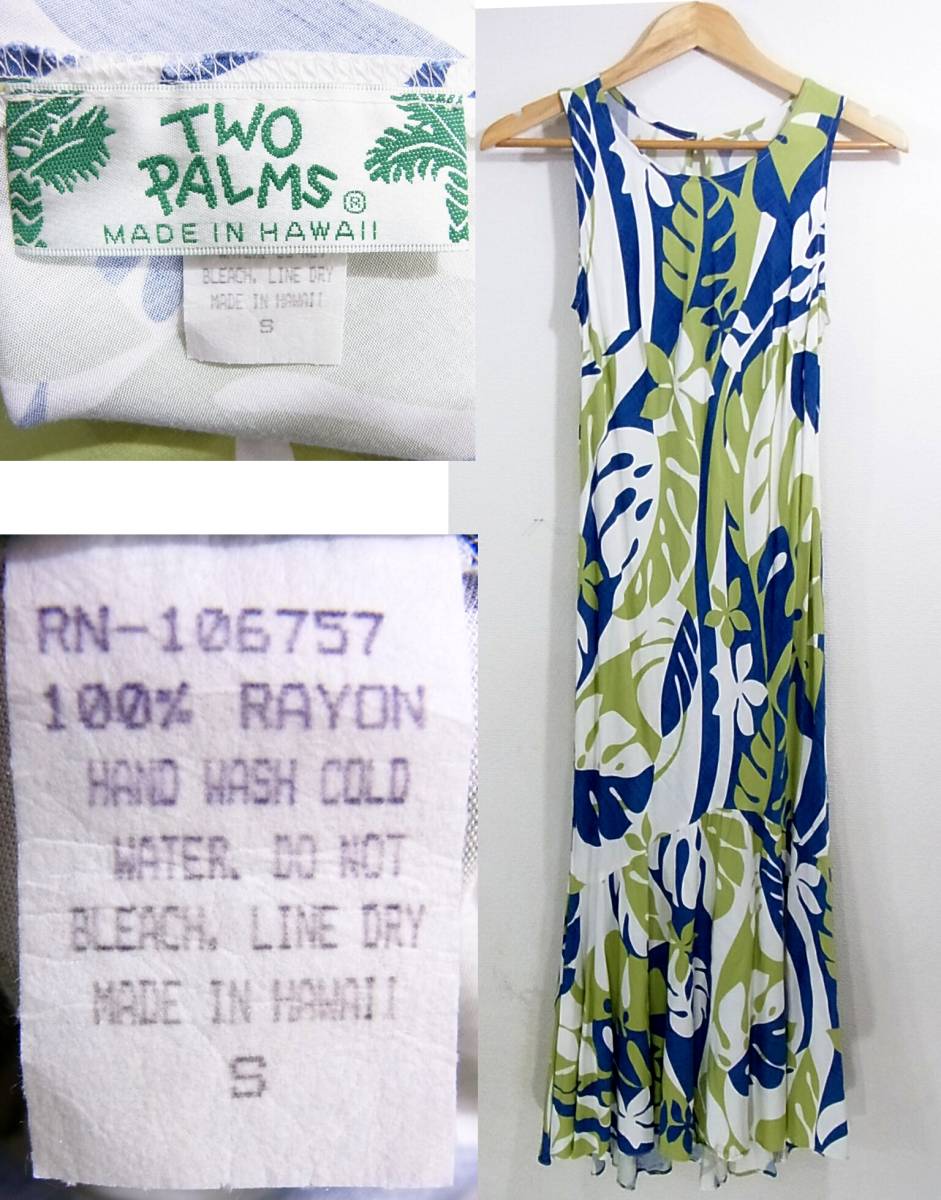 TWO
PALMS®
MADE IN HAWAII
BLEACH, LINE DRY
MADE IN HAWAII
S
RN-106757
100% RAYON
HAND WASH COLD
WATER. DO NOT
BLEACH, LINE DRY
MADE IN HAWAII
S